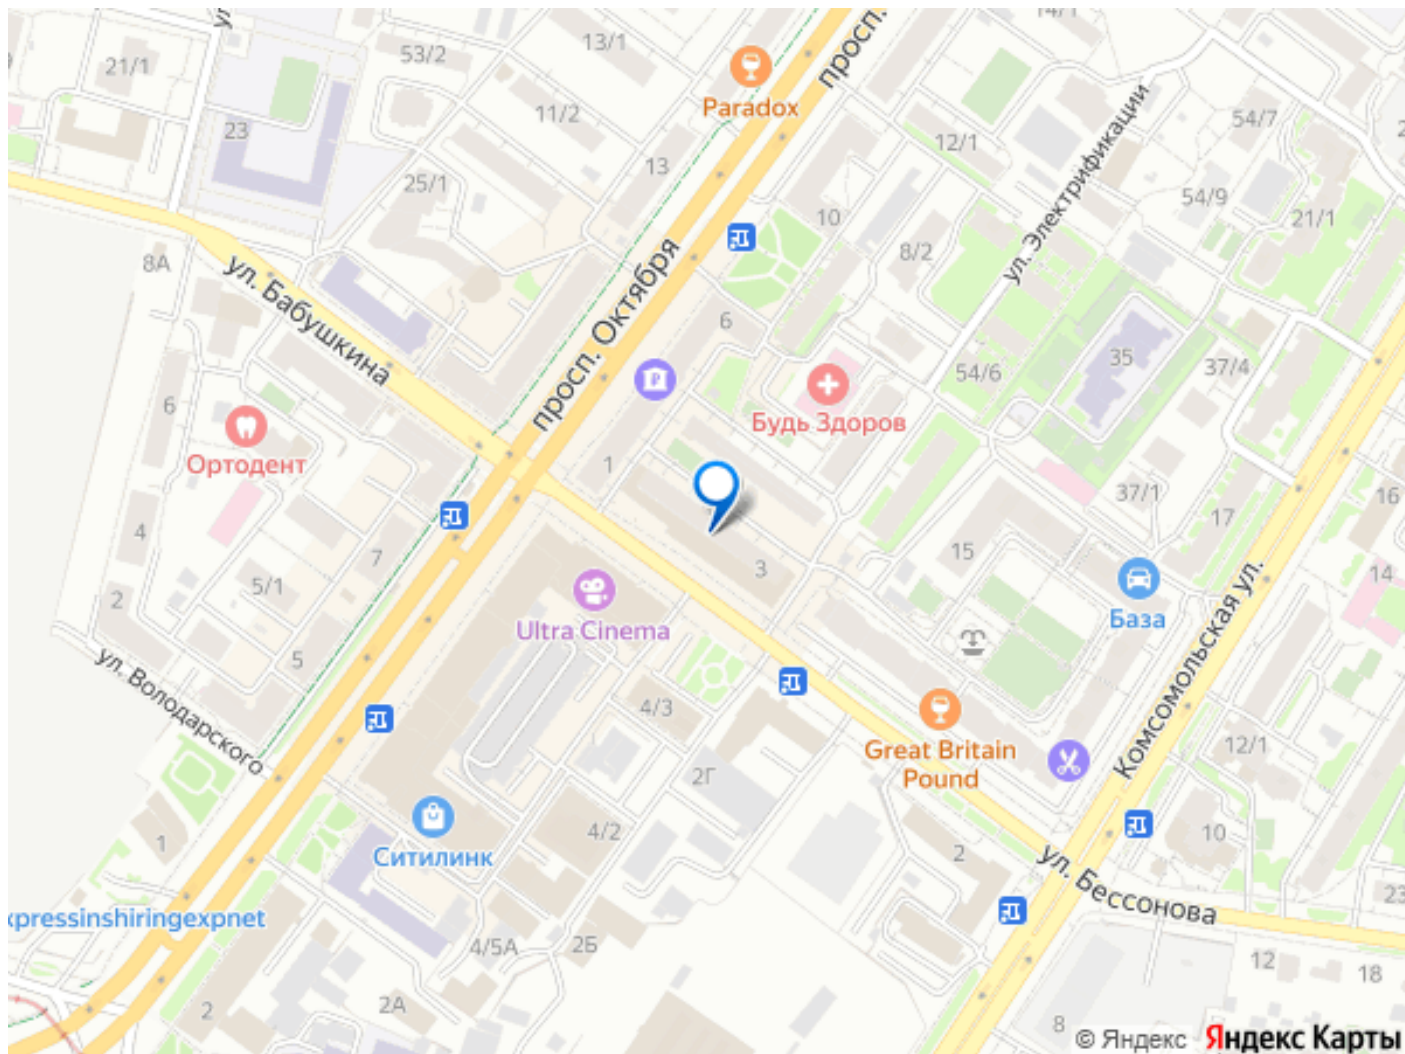 21/1
53/2
13/1
14/1
просп.
Paradox
23
11/2
12/1
54/7
25/1
13
10
54/9
21/1
8/2
8А
ул. Бабушкина
просп. Октября
ул. Электрификации
6
35
37/4
54/6
6
Будь Здоров
Ортодент
1
37/1
16
17
4
7
15
3
14
2
5/1
База
Ultra Cinema
5
ул. Володарского
4/3
Комсомольская ул.
Great Britain
Pound
12/1
2Г
1
4/2
10
2
Ситилинк
ул. Бессонова
23
xpressinshiringexpnet
4/5А
2Б
12
18
2А
2
8
© Яндекс Яндекс Карты